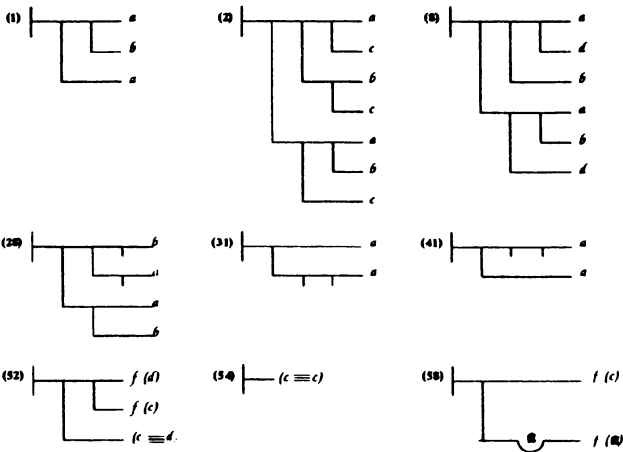 (1) a
b
a
(2) a
c
b
c
a
b
c
(8) a
d
b
a
b
d
(28) b
a
a
b
(31) a
a
(41) a
a
(52) f (d)
f (c)
(c ≡ d
(54) (c ≡ c)
(58) f (c)
f (a)